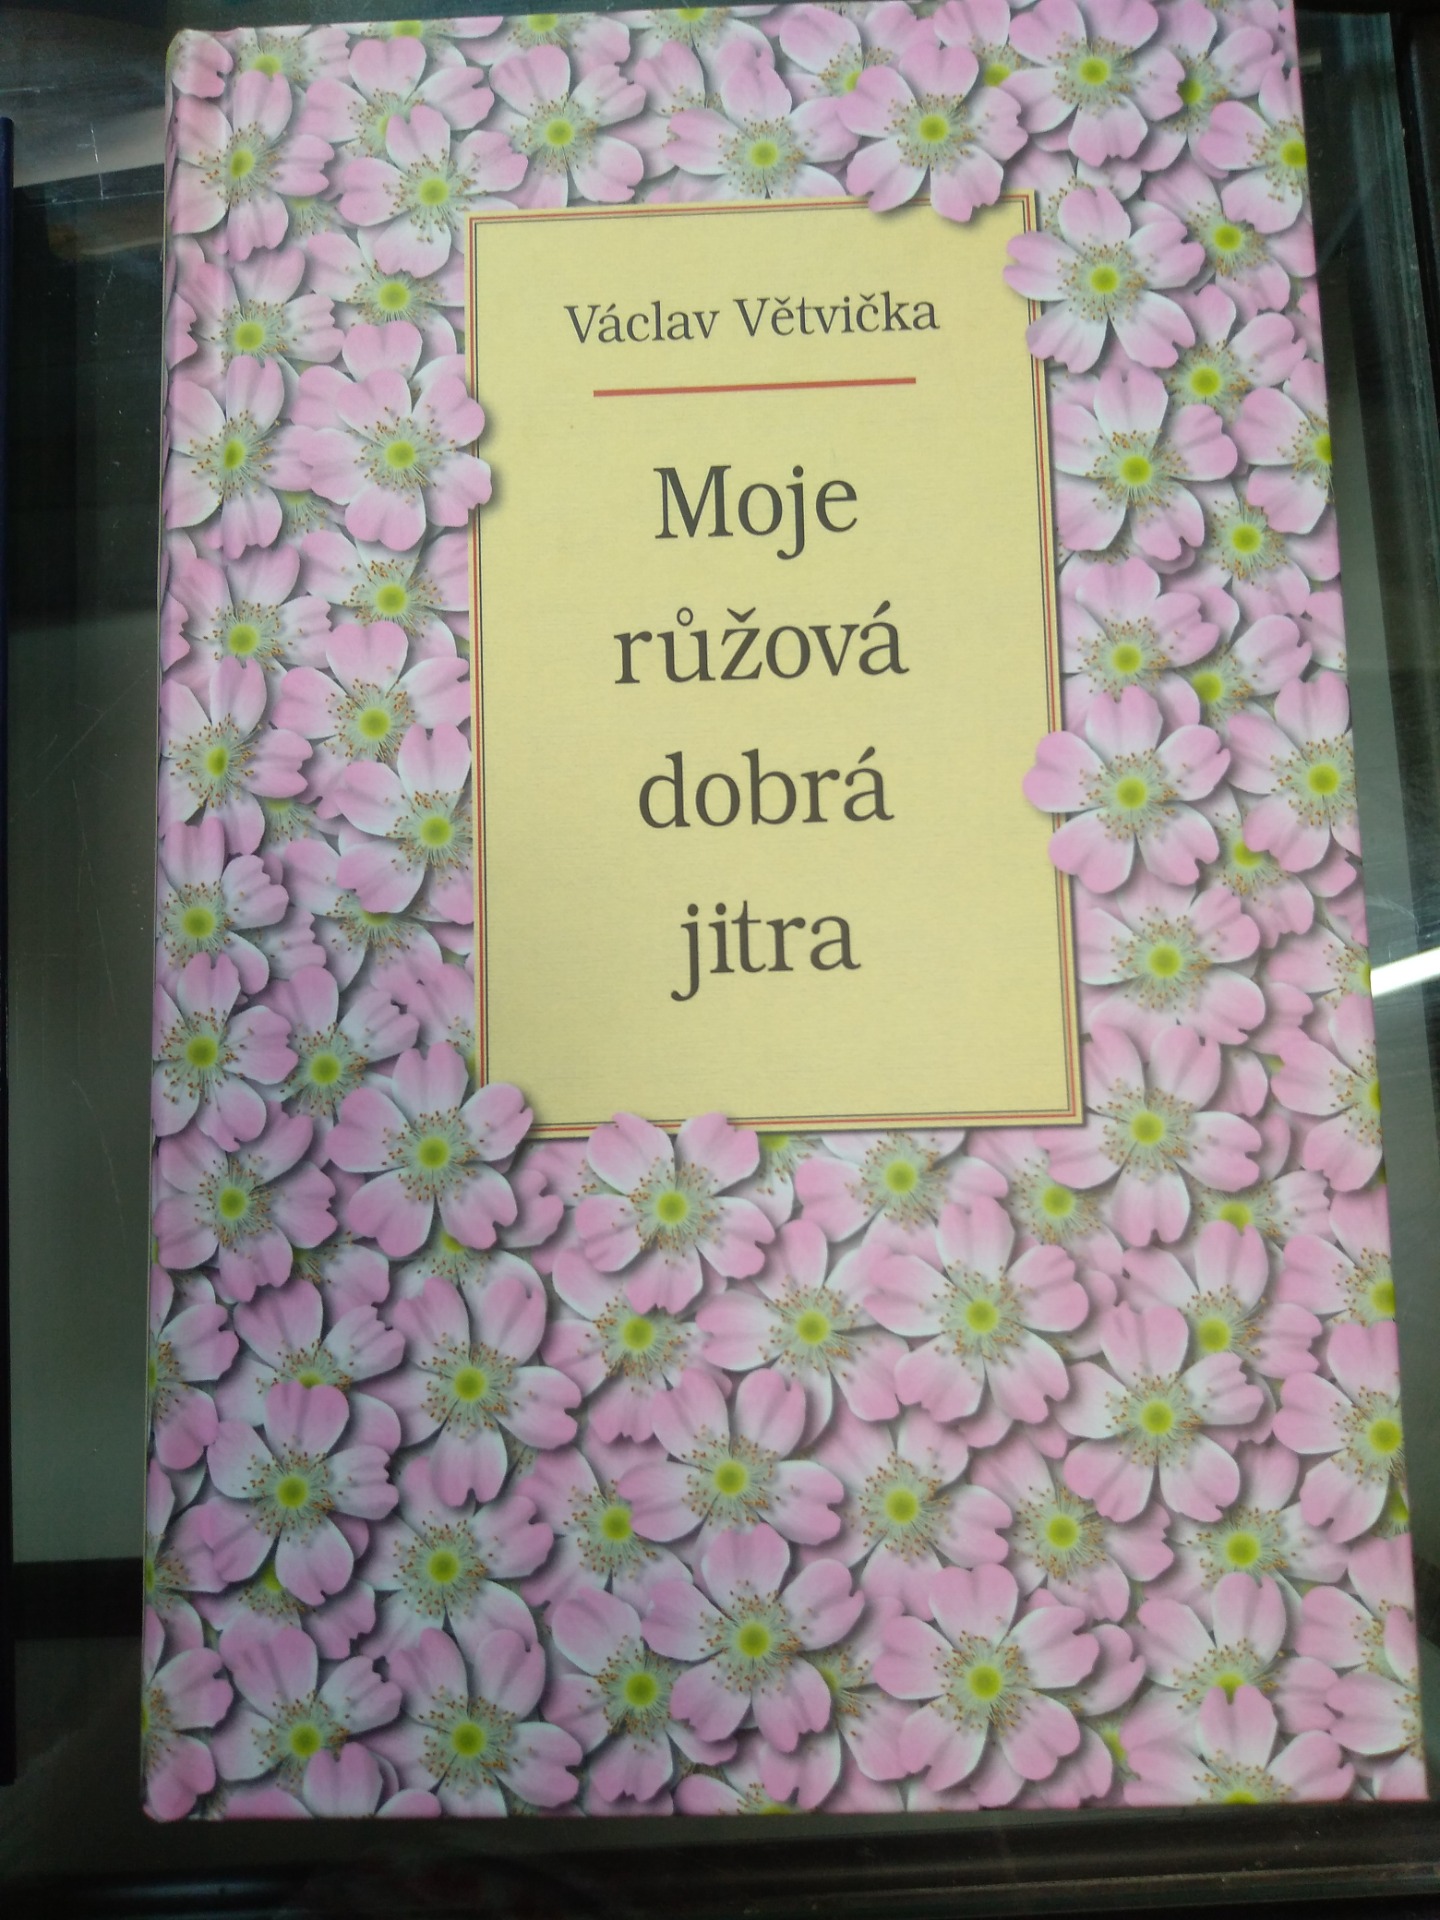 Václav Větvička
Moje
růžová
dobrá
jitra